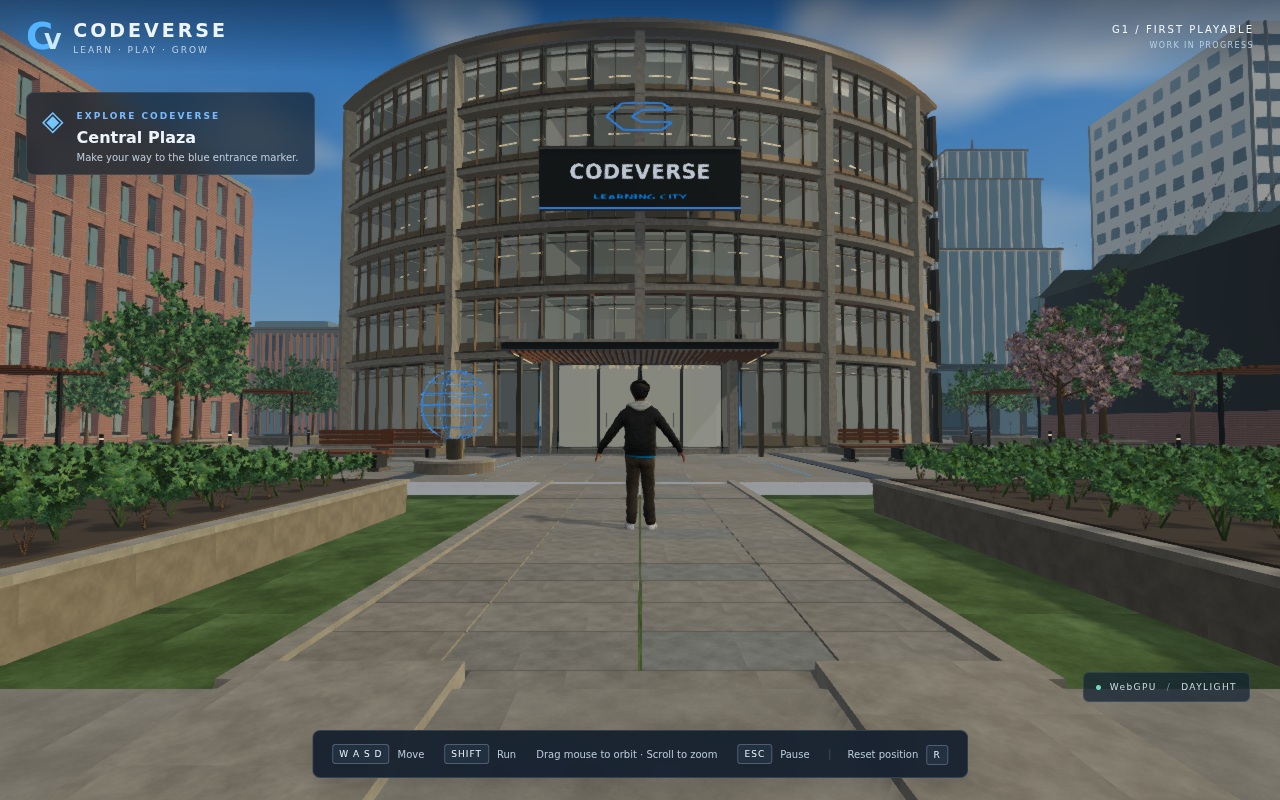 Cv CODEVERSE
LEARN · PLAY · GROW
G1 / FIRST PLAYABLE
WORK IN PROGRESS
EXPLORE CODEVERSE
Central Plaza
Make your way to the blue entrance marker.
CODEVERSE
LEARNING CITY
WebGPU / DAYLIGHT
W A S D Move SHIFT Run Drag mouse to orbit · Scroll to zoom ESC Pause | Reset position R